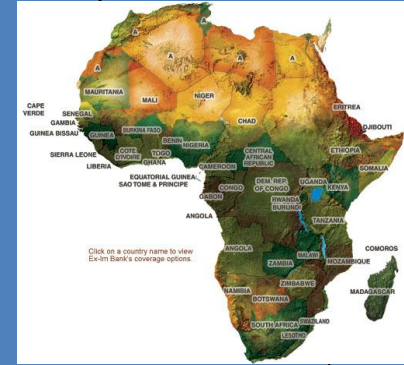 A
A
A
A
A
A
MAURITANIA
MALI
NIGER
CHAD
ERITREA
CAPE
VERDE
SENEGAL
GAMBIA
GUINEA BISSAU
GUINEA
BURKINA FASO
BENIN
NIGERIA
DJIBOUTI
ETHIOPIA
SOMALIA
SIERRA LEONE
LIBERIA
COTE
D'IVOIRE
TOGO
GHANA
CAMEROON
CENTRAL
AFRICAN
REPUBLIC
EQUATORIAL GUINEA
SAO TOME & PRINCIPE
GABON
CONGO
DEM. REP.
OF CONGO
UGANDA
KENYA
RWANDA
BURUNDI
ANGOLA
TANZANIA
Click on a country name to view
Ex-Im Bank's coverage options.
ANGOLA
ZAMBIA
MALAWI
MOZAMBIQUE
COMOROS
MADAGASCAR
ZIMBABWE
NAMIBIA
BOTSWANA
SOUTH AFRICA
SWAZILAND
LESOTHO